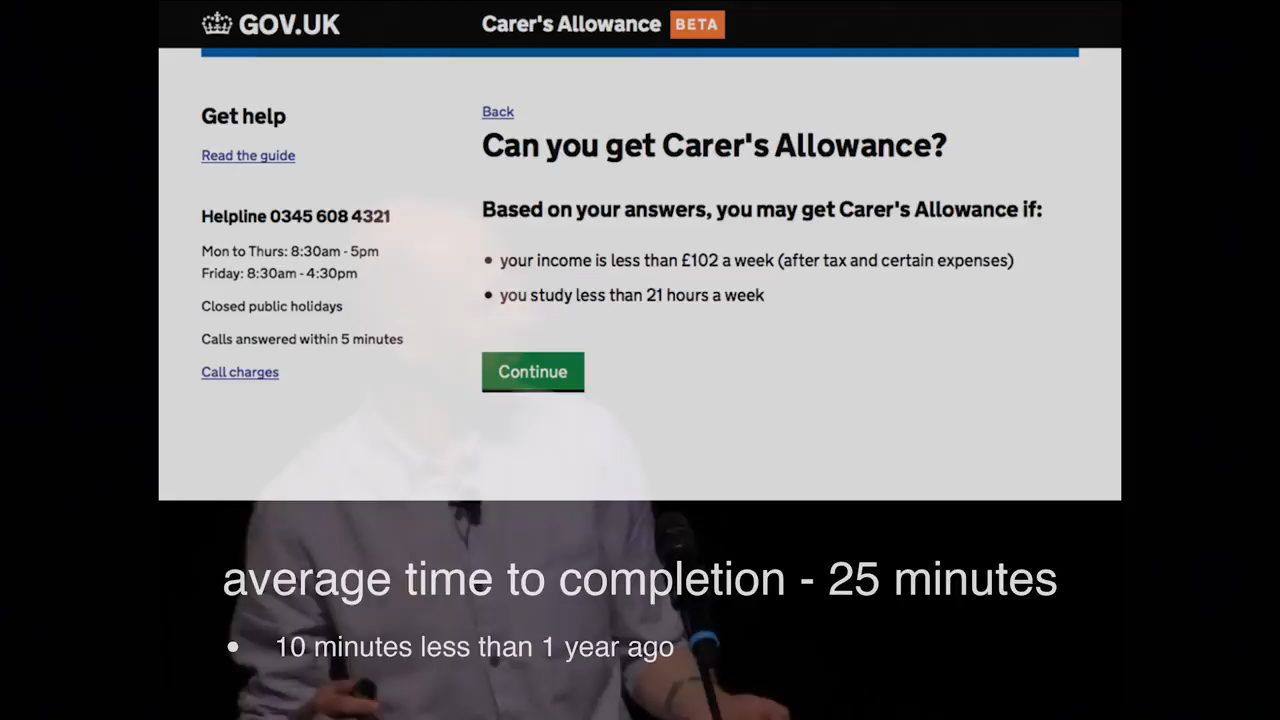 GOV.UK
Carer's Allowance BETA
Get help
Read the guide
Helpline 0345 608 4321
Mon to Thurs: 8:30am - 5pm
Friday: 8:30am - 4:30pm
Closed public holidays
Calls answered within 5 minutes
Call charges
Back
Can you get Carer's Allowance?
Based on your answers, you may get Carer's Allowance if:
• your income is less than £102 a week (after tax and certain expenses)
• you study less than 21 hours a week
Continue
average time to completion - 25 minutes
• 10 minutes less than 1 year ago